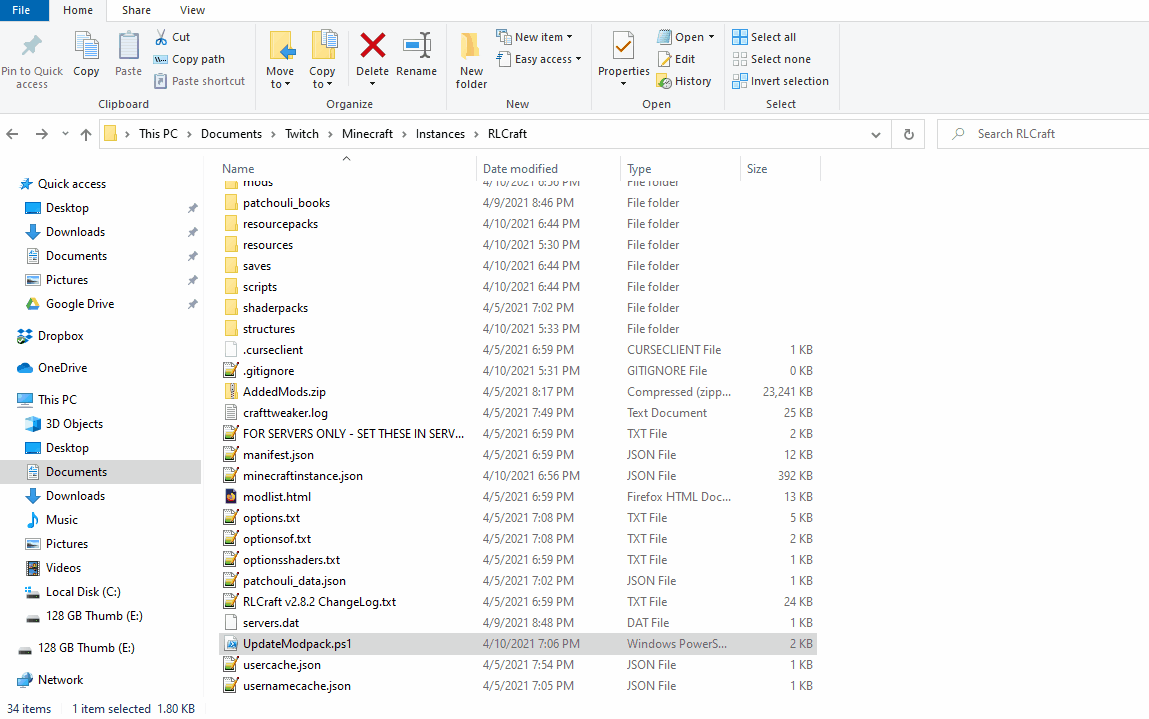 File Home Share View
Pin to Quick access
Copy
Paste
Cut
Copy path
Paste shortcut
Clipboard
Move to
Copy to
Delete
Rename
Organize
New folder
New item
Easy access
New
Properties
Open
Edit
History
Open
Select all
Select none
Invert selection
Select
This PC > Documents > Twitch > Minecraft > Instances > RLCraft
Search RLCraft
Quick access
Desktop
Downloads
Documents
Pictures
Google Drive
Dropbox
OneDrive
This PC
3D Objects
Desktop
Documents
Downloads
Music
Pictures
Videos
Local Disk (C:)
128 GB Thumb (E:)
128 GB Thumb (E:)
Network
Name Date modified Type Size
mods 4/10/2021 6:56 PM File folder
patchouli_books 4/9/2021 8:46 PM File folder
resourcepacks 4/10/2021 6:44 PM File folder
resources 4/10/2021 5:30 PM File folder
saves 4/10/2021 6:44 PM File folder
scripts 4/10/2021 6:44 PM File folder
shaderpacks 4/5/2021 7:02 PM File folder
structures 4/10/2021 5:33 PM File folder
.curseclient 4/5/2021 6:59 PM CURSECLIENT File 1 KB
.gitignore 4/10/2021 5:31 PM GITIGNORE File 0 KB
AddedMods.zip 4/5/2021 8:17 PM Compressed (zipp... 23,241 KB
crafttweaker.log 4/5/2021 7:49 PM Text Document 25 KB
FOR SERVERS ONLY - SET THESE IN SERV... 4/5/2021 6:59 PM TXT File 2 KB
manifest.json 4/5/2021 6:59 PM JSON File 12 KB
minecraftinstance.json 4/10/2021 6:56 PM JSON File 392 KB
modlist.html 4/5/2021 6:59 PM Firefox HTML Doc... 13 KB
options.txt 4/5/2021 7:08 PM TXT File 5 KB
optionsof.txt 4/5/2021 7:08 PM TXT File 2 KB
optionsshaders.txt 4/5/2021 6:59 PM TXT File 1 KB
patchouli_data.json 4/5/2021 7:02 PM JSON File 1 KB
RLCraft v2.8.2 ChangeLog.txt 4/5/2021 6:59 PM TXT File 24 KB
servers.dat 4/9/2021 8:48 PM DAT File 1 KB
UpdateModpack.ps1 4/10/2021 7:06 PM Windows PowerS... 2 KB
usercache.json 4/5/2021 7:54 PM JSON File 1 KB
usernamecache.json 4/5/2021 7:05 PM JSON File 1 KB
34 items 1 item selected 1.80 KB